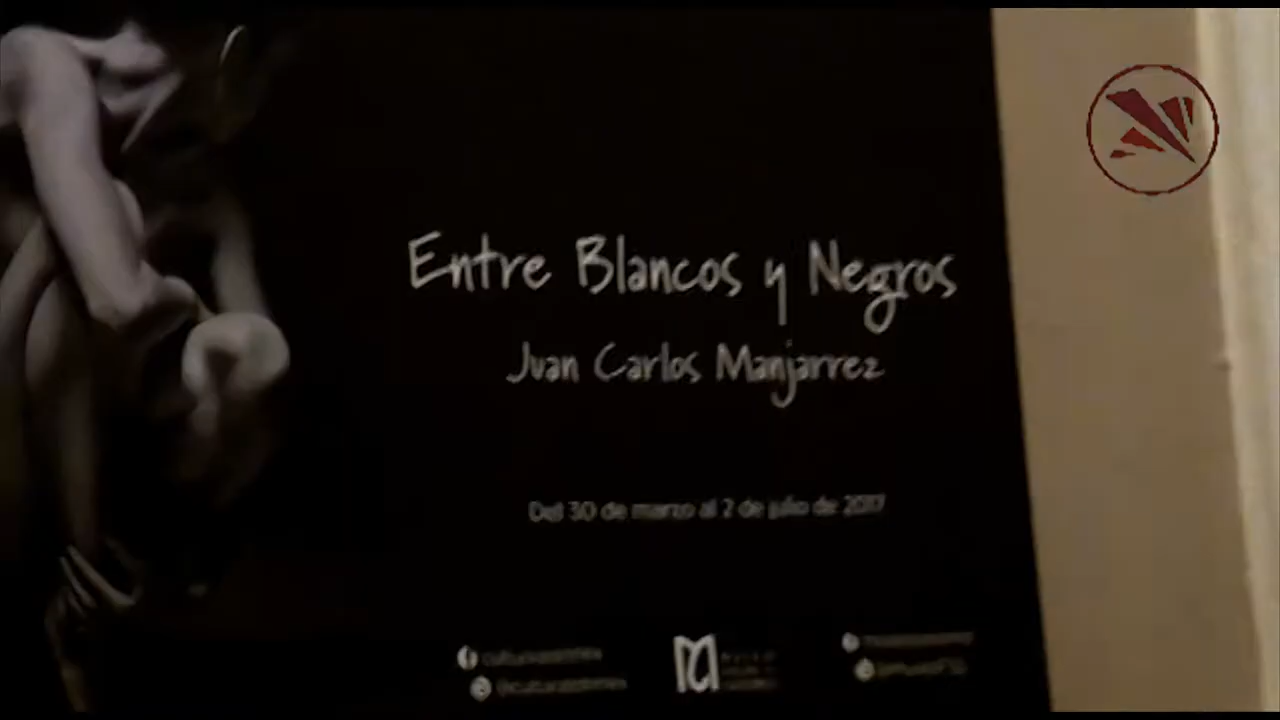 Entre Blancos y Negros
Juan Carlos Manjarrez
Del 30 de marzo al 2 de julio de 2017